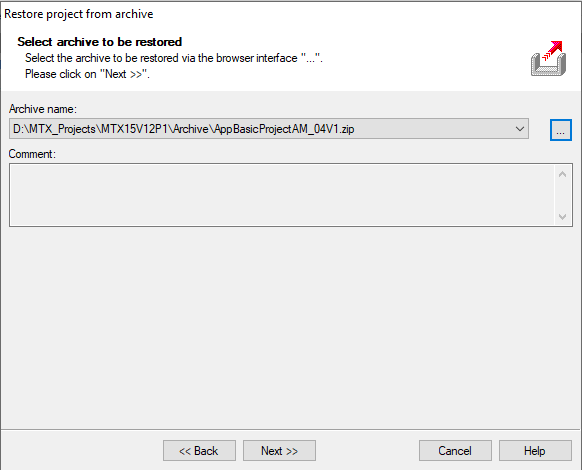 Restore project from archive
Select archive to be restored
Select the archive to be restored via the browser interface "...".
Please click on "Next >>".
Archive name:
D:\MTX_Projects\MTX15V12P1\Archive\AppBasicProjectAM_04V1.zip
...
Comment:
<< Back
Next >>
Cancel
Help